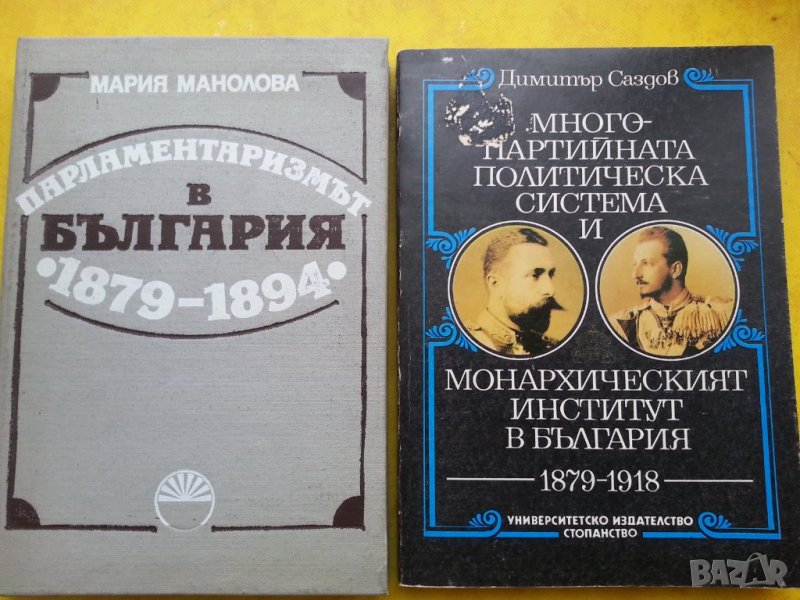 МАРИЯ МАНОЛОВА
ПАРЛАМЕНТАРИЗМЪТ
В
БЪЛГАРИЯ
•1879-1894•
Димитър Саздов
МНОГО-
ПАРТИЙНАТА
ПОЛИТИЧЕСКА
СИСТЕМА
И
МОНАРХИЧЕСКИЯТ
ИНСТИТУТ
В БЪЛГАРИЯ
1879-1918
УНИВЕРСИТЕТСКО ИЗДАТЕЛСТВО
СТОПАНСТВО
BAZAR